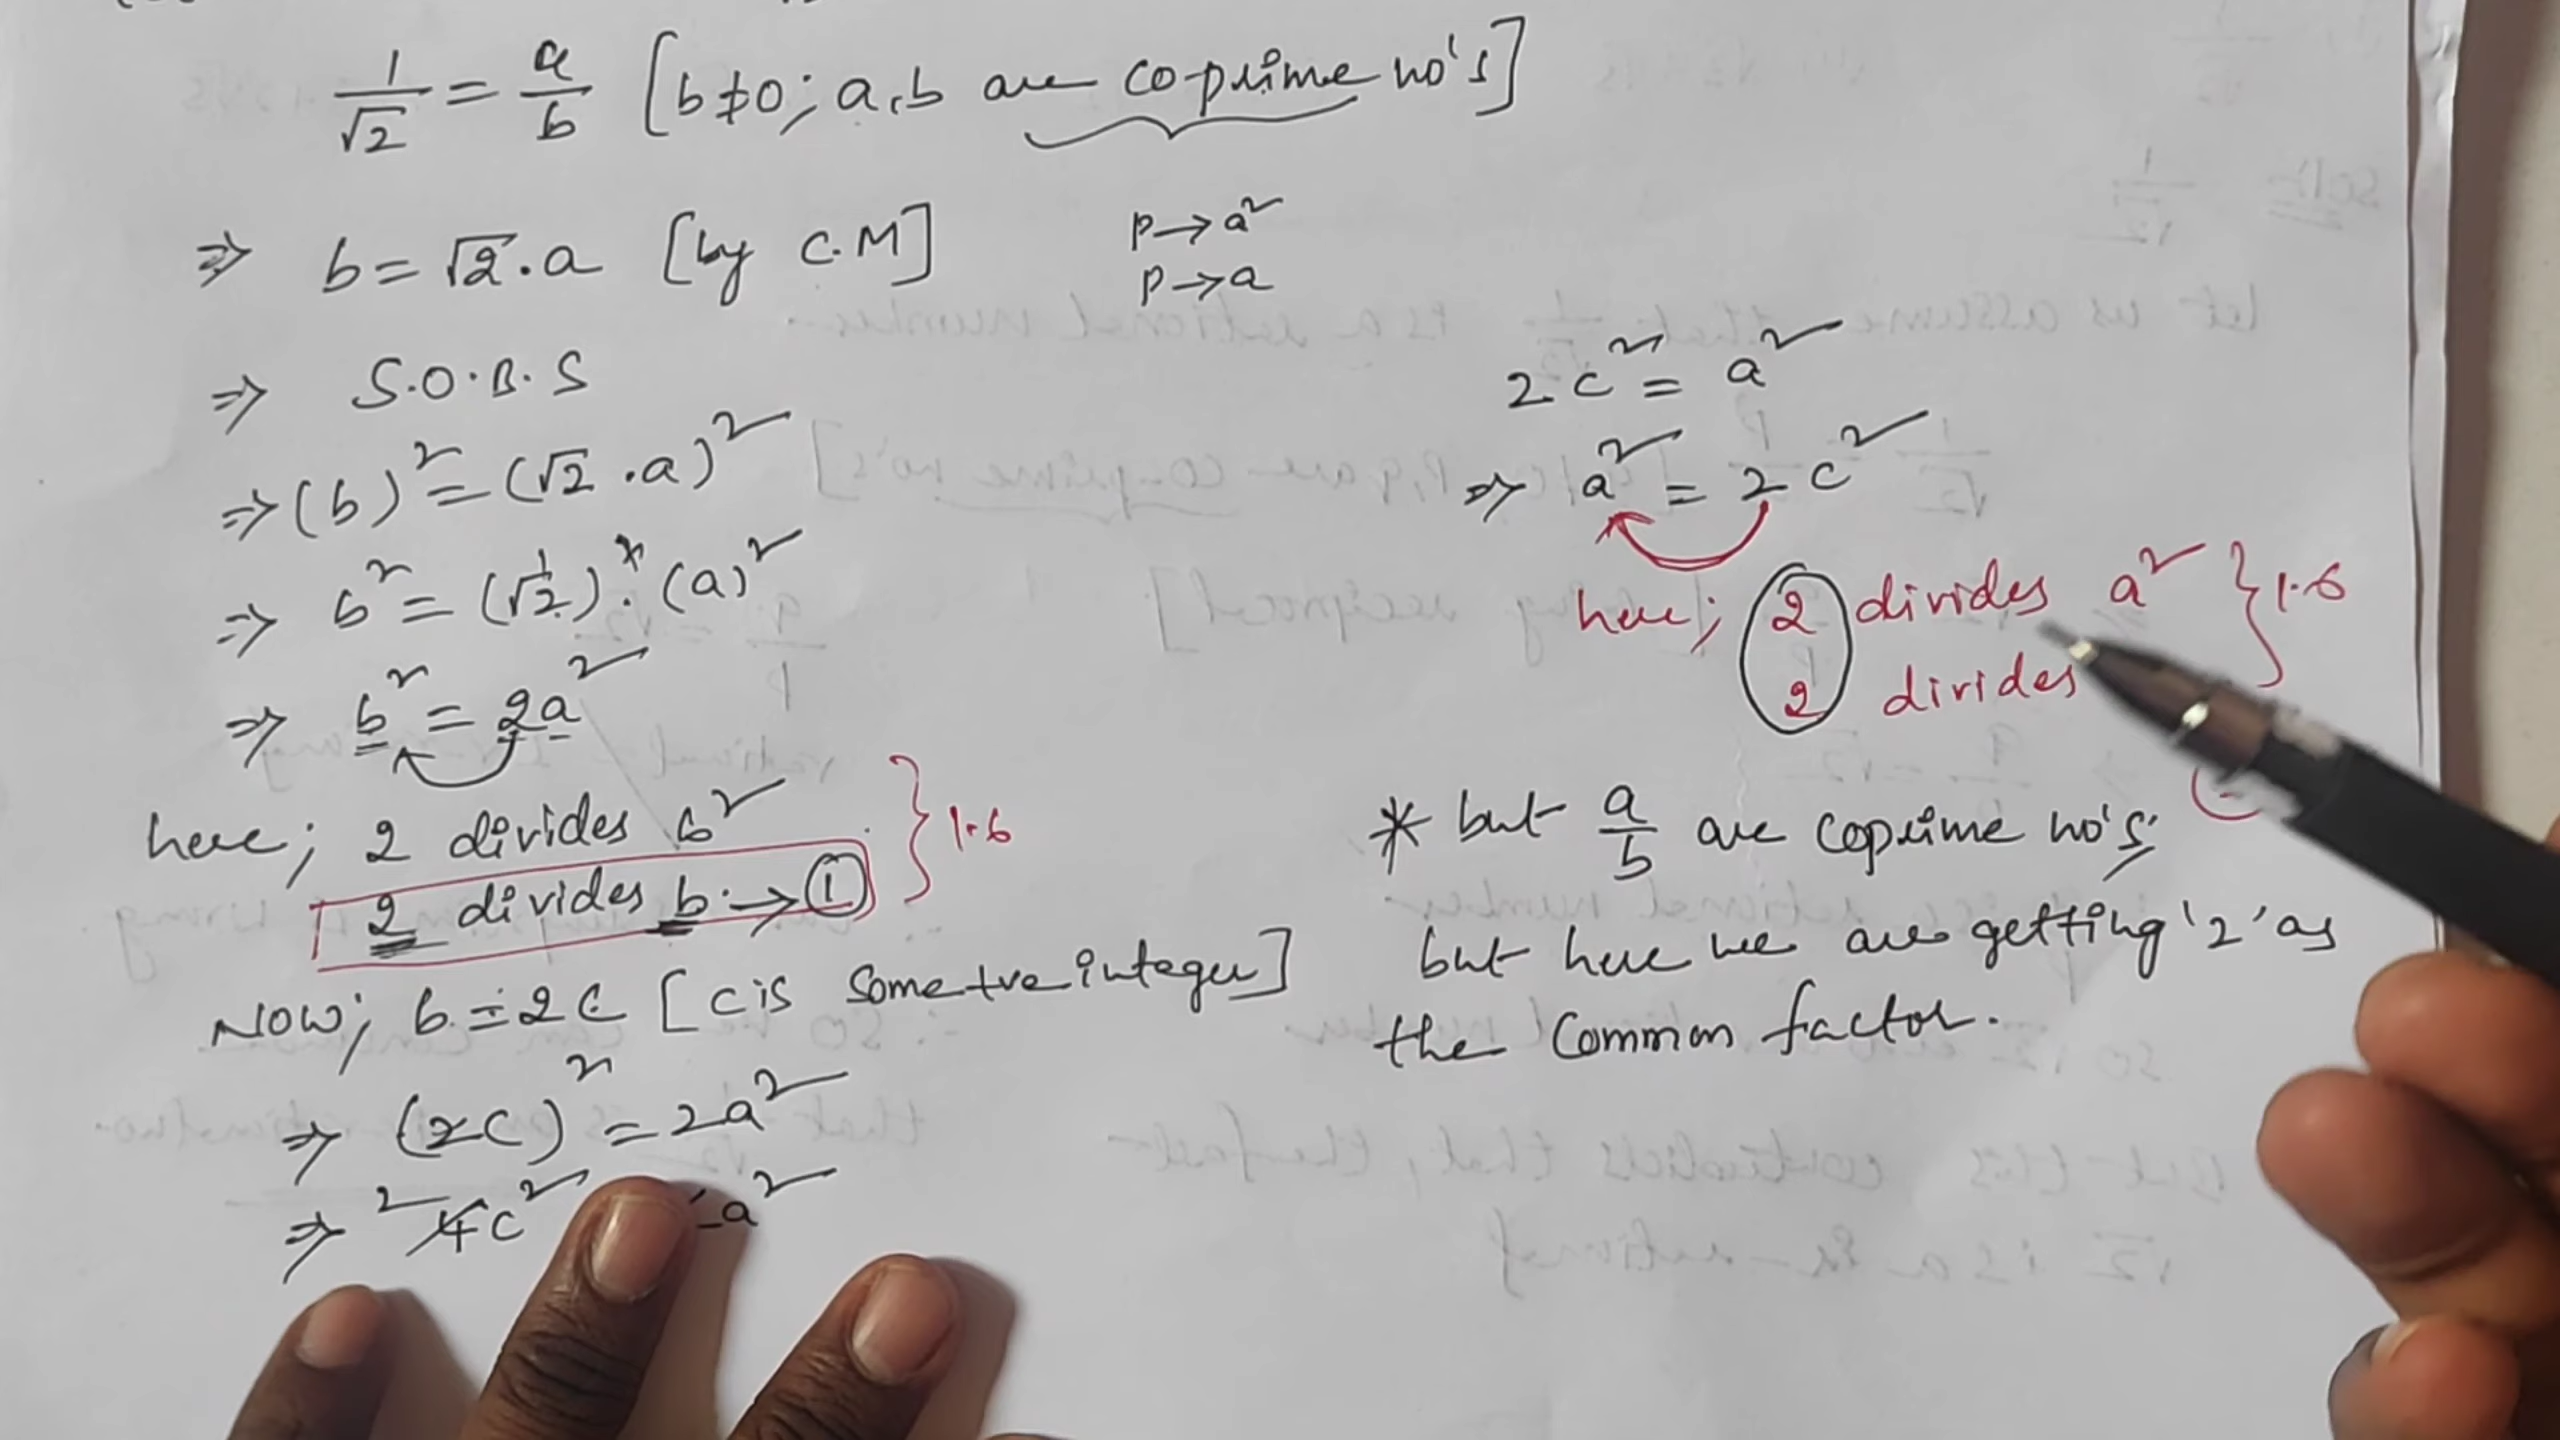 1/√2 = a/b [b≠0; a,b are co-prime no's]
⇒ b = √2.a [by C.M]
p→a²
p→a
⇒ S.O.B.S
⇒ (b)² = (√2.a)²
⇒ b² = (√2)².(a)²
⇒ b² = 2a²
here; 2 divides b²
2 divides b.→①
} 1.6
Now; b = 2c [c is some +ve integer]
⇒ (2c)² = 2a²
⇒ 4c² a²
2
2c² = a²
⇒ a² = 2c²
here; 2 divides a²
2 divides
} 1.6
* but a/b are coprime no's;
but here we are getting '2' as
the common factor.